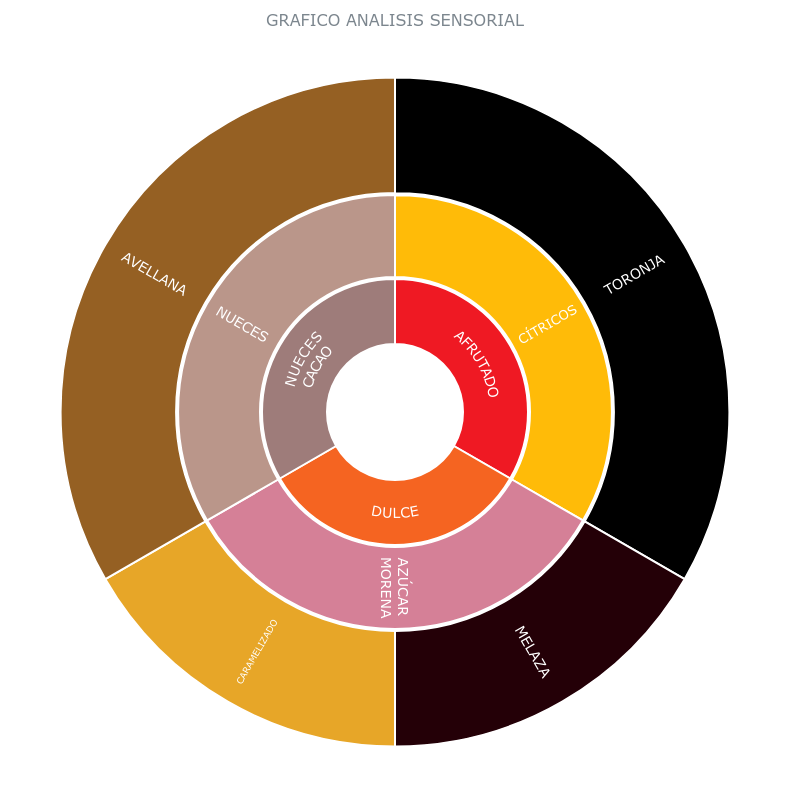 GRAFICO ANALISIS SENSORIAL
AVELLANA
TORONJA
NUECES
CÍTRICOS
NUECES
CACAO
AFRUTADO
DULCE
AZÚCAR
MORENA
CARAMELIZADO
MELAZA